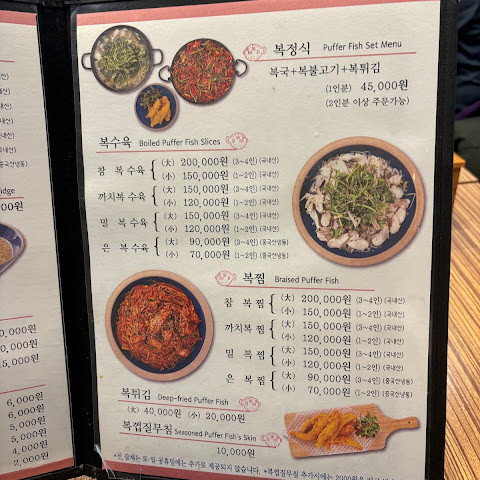 복정식 Puffer Fish Set Menu
복국+복불고기+복튀김
(1인분) 45,000원
(2인분 이상 주문가능)
복수육 Boiled Puffer Fish Slices
참 복수육 (大) 200,000원 (3~4인) (국내산)
(小) 150,000원 (1~2인) (국내산)
까치복 수육 (大) 150,000원 (3~4인) (국내산)
(小) 120,000원 (1~2인) (국내산)
밀 복수육 (大) 150,000원 (3~4인) (국내산)
(小) 120,000원 (1~2인) (국내산)
은 복수육 (大) 90,000원 (3~4인) (중국산냉동)
(小) 70,000원 (1~2인) (중국산냉동)
복찜 Braised Puffer Fish
참 복찜 (大) 200,000원 (3~4인) (국내산)
(小) 150,000원 (1~2인) (국내산)
까치복 찜 (大) 150,000원 (3~4인) (국내산)
(小) 120,000원 (1~2인) (국내산)
밀 복찜 (大) 150,000원 (3~4인) (국내산)
(小) 120,000원 (1~2인) (국내산)
은 복찜 (大) 90,000원 (3~4인) (중국산냉동)
(小) 70,000원 (1~2인) (중국산냉동)
복튀김 Deep-fried Puffer Fish
(大) 40,000원 (小) 20,000원
복껍질무침 Seasoned Puffer Fish's Skin
10,000원
*복껍질무침 추가시에는 2000원
6,000원
6,000원
5,000원
5,000원
4,000원
2,000원